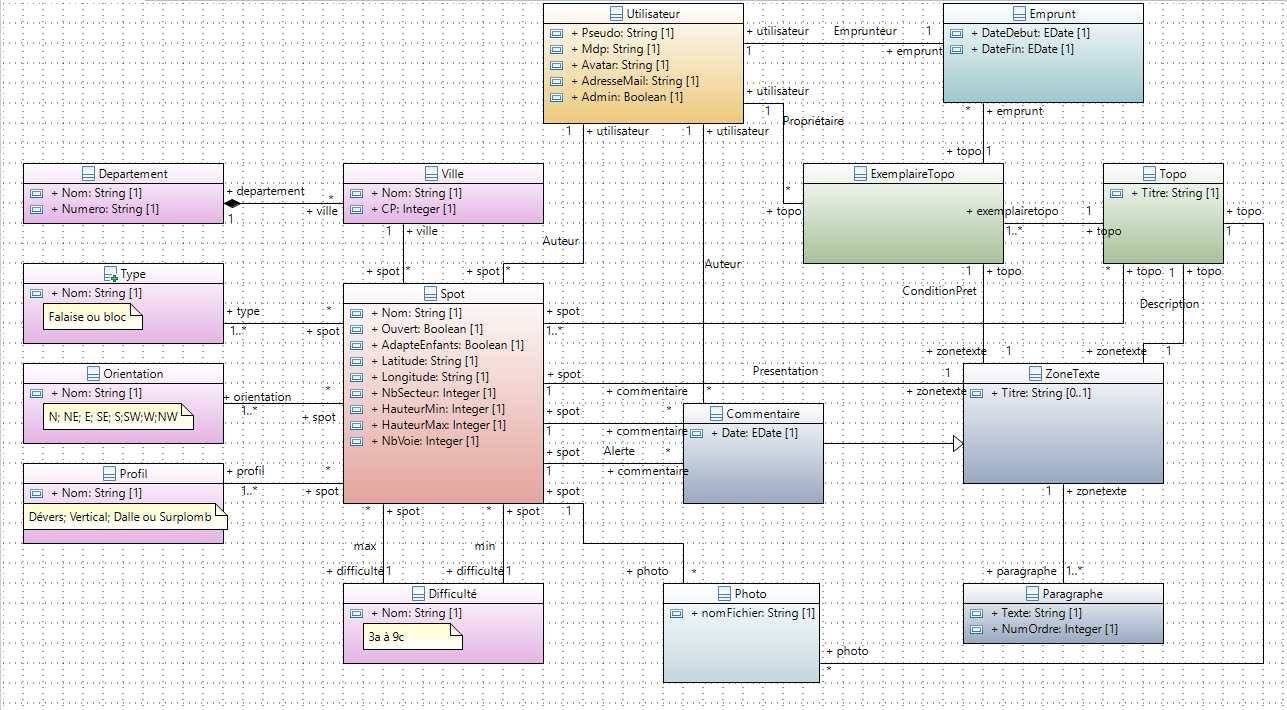 Utilisateur
+ Pseudo: String [1]
+ Mdp: String [1]
+ Avatar: String [1]
+ AdresseMail: String [1]
+ Admin: Boolean [1]
+ utilisateur
Emprunteur
1
1
+ emprunt
Emprunt
+ DateDebut: EDate [1]
+ DateFin: EDate [1]
+ utilisateur
1
Propriétaire
*
+ topo
* + emprunt
+ topo 1
1 + utilisateur
1 + utilisateur
Departement
+ Nom: String [1]
+ Numero: String [1]
+ departement
1
*
+ ville
Ville
+ Nom: String [1]
+ CP: Integer [1]
1 + ville
+ spot *
Auteur
+ spot *
Auteur
ExemplaireTopo
+ exemplairetopo
1..*
1
+ topo
Topo
+ Titre: String [1]
+ topo
1
1 + topo
ConditionPret
+ zonetexte 1
* + topo
1 + topo
Description
+ zonetexte 1
Type
+ Nom: String [1]
Falaise ou bloc
+ type
1..*
*
+ spot
Orientation
+ Nom: String [1]
N; NE; E; SE; S;SW;W;NW
+ orientation
1..*
*
+ spot
Profil
+ Nom: String [1]
Dévers; Vertical; Dalle ou Surplomb
+ profil
1..*
*
+ spot
Spot
+ Nom: String [1]
+ Ouvert: Boolean [1]
+ AdapteEnfants: Boolean [1]
+ Latitude: String [1]
+ Longitude: String [1]
+ NbSecteur: Integer [1]
+ HauteurMin: Integer [1]
+ HauteurMax: Integer [1]
+ NbVoie: Integer [1]
+ spot
1..*
+ spot
1
Presentation
1
+ zonetexte
+ spot
1
+ commentaire
*
*
+ commentaire
+ spot
1
Alerte
*
+ commentaire
+ spot
1
Commentaire
+ Date: EDate [1]
ZoneTexte
+ Titre: String [0..1]
1 + zonetexte
+ paragraphe 1..*
* + spot
max
+ difficulté 1
* + spot
min
+ difficulté 1
+ photo *
Difficulté
+ Nom: String [1]
3a à 9c
Photo
+ nomFichier: String [1]
+ photo
*
Paragraphe
+ Texte: String [1]
+ NumOrdre: Integer [1]